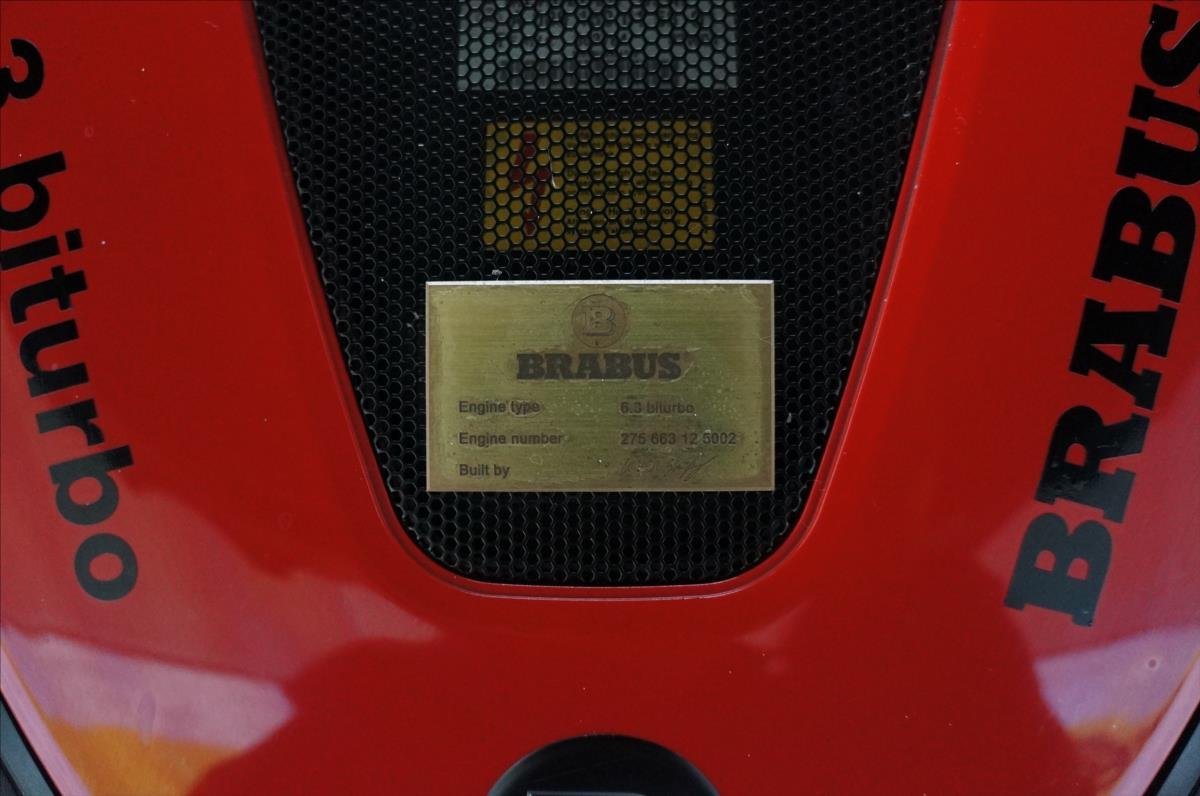 3 biturbo
BRABUS
B
BRABUS
Engine type 6.3 biturbo
Engine number 275 663 12 5002
Built by